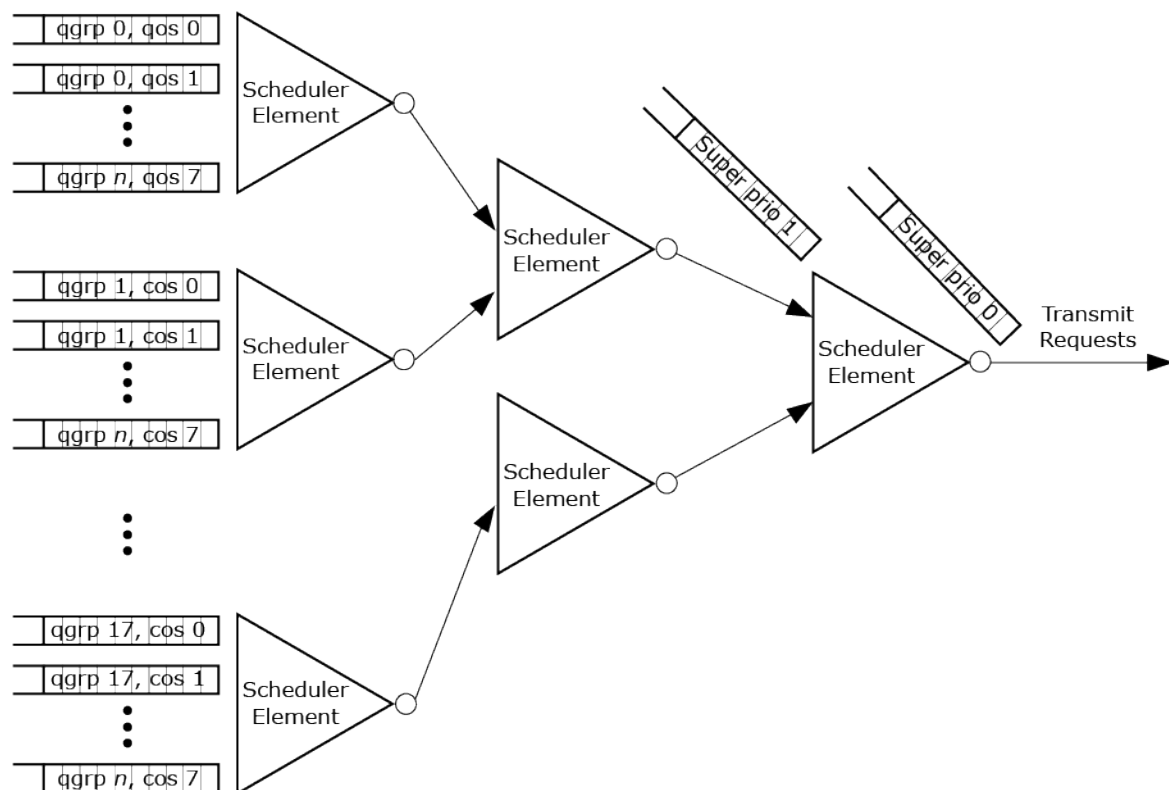 qgrp 0, qos 0
qgrp 0, qos 1
qgrp n, qos 7
Scheduler
Element
qgrp 1, cos 0
qgrp 1, cos 1
qgrp n, cos 7
Scheduler
Element
qgrp 17, cos 0
qgrp 17, cos 1
qgrp n, cos 7
Scheduler
Element
Scheduler
Element
Scheduler
Element
Super prio 1
Super prio 0
Scheduler
Element
Transmit
Requests